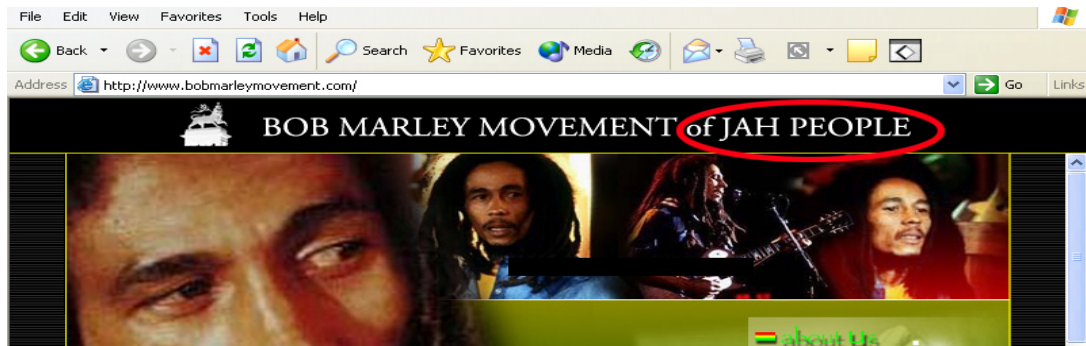 File Edit View Favorites Tools Help
Back Search Favorites Media
Address http://www.bobmarleymovement.com/ Go Links
BOB MARLEY MOVEMENT of JAH PEOPLE
about Us